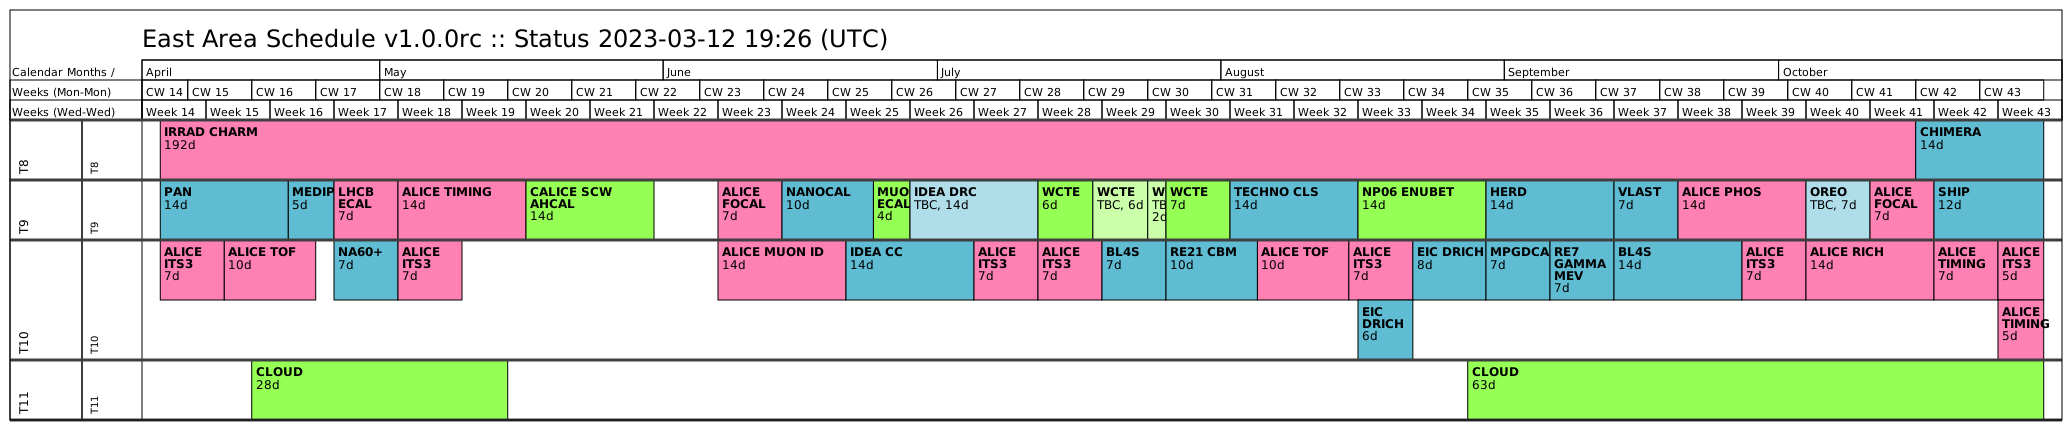 East Area Schedule v1.0.0rc :: Status 2023-03-12 19:26 (UTC)
Calendar Months /
April
May
June
July
August
September
October
Weeks (Mon-Mon)
CW 14
CW 15
CW 16
CW 17
CW 18
CW 19
CW 20
CW 21
CW 22
CW 23
CW 24
CW 25
CW 26
CW 27
CW 28
CW 29
CW 30
CW 31
CW 32
CW 33
CW 34
CW 35
CW 36
CW 37
CW 38
CW 39
CW 40
CW 41
CW 42
CW 43
Weeks (Wed-Wed)
Week 14
Week 15
Week 16
Week 17
Week 18
Week 19
Week 20
Week 21
Week 22
Week 23
Week 24
Week 25
Week 26
Week 27
Week 28
Week 29
Week 30
Week 31
Week 32
Week 33
Week 34
Week 35
Week 36
Week 37
Week 38
Week 39
Week 40
Week 41
Week 42
Week 43
T8
T8
IRRAD CHARM
192d
CHIMERA
14d
T9
T9
PAN
14d
MEDIP
5d
LHCB
ECAL
7d
ALICE TIMING
14d
CALICE SCW
AHCAL
14d
ALICE
FOCAL
7d
NANOCAL
10d
MUO
ECAL
4d
IDEA DRC
TBC, 14d
WCTE
6d
WCTE
TBC, 6d
W
TB
2d
WCTE
7d
TECHNO CLS
14d
NP06 ENUBET
14d
HERD
14d
VLAST
7d
ALICE PHOS
14d
OREO
TBC, 7d
ALICE
FOCAL
7d
SHIP
12d
T10
T10
ALICE
ITS3
7d
ALICE TOF
10d
NA60+
7d
ALICE
ITS3
7d
ALICE MUON ID
14d
IDEA CC
14d
ALICE
ITS3
7d
ALICE
ITS3
7d
BL4S
7d
RE21 CBM
10d
ALICE TOF
10d
ALICE
ITS3
7d
EIC DRICH
8d
MPGDCA
7d
RE7
GAMMA
MEV
7d
BL4S
14d
ALICE
ITS3
7d
ALICE RICH
14d
ALICE
TIMING
7d
ALICE
ITS3
5d
EIC
DRICH
6d
ALICE
TIMING
5d
T11
T11
CLOUD
28d
CLOUD
63d